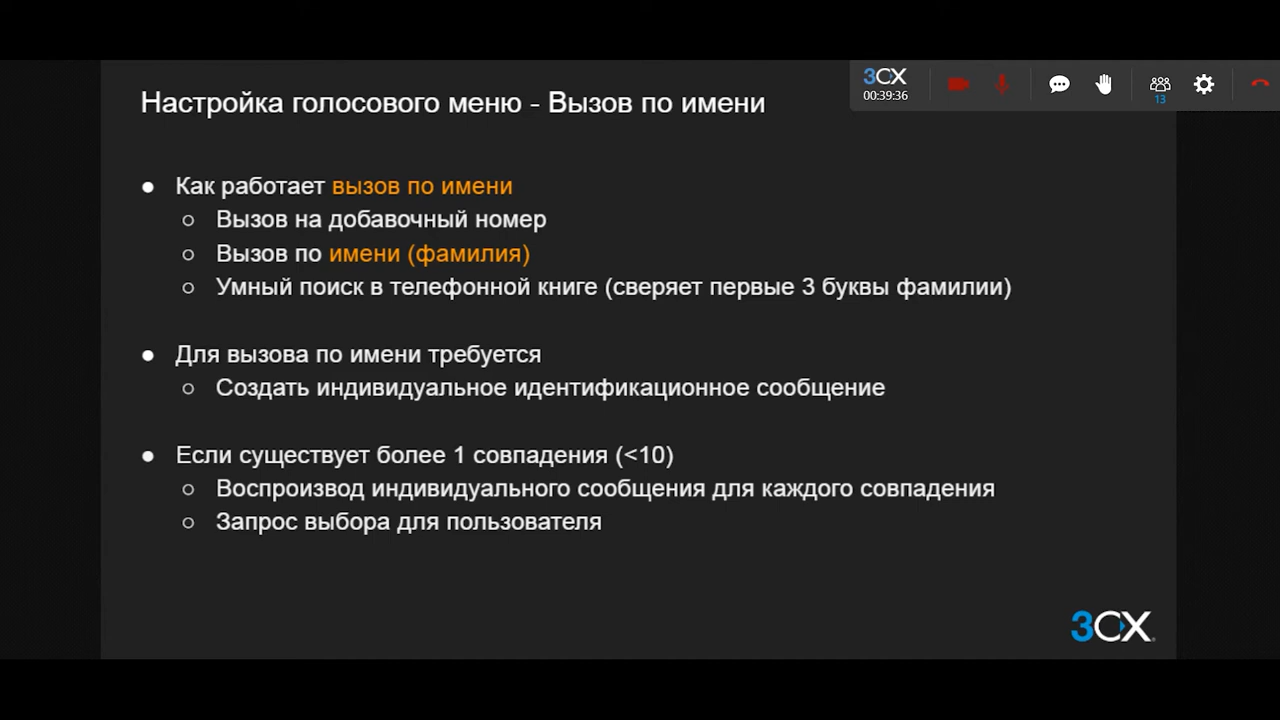 3CX
00:39:36
13
Настройка голосового меню - Вызов по имени
● Как работает вызов по имени
○ Вызов на добавочный номер
○ Вызов по имени (фамилия)
○ Умный поиск в телефонной книге (сверяет первые 3 буквы фамилии)
● Для вызова по имени требуется
○ Создать индивидуальное идентификационное сообщение
● Если существует более 1 совпадения (<10)
○ Воспроизвод индивидуального сообщения для каждого совпадения
○ Запрос выбора для пользователя
3CX